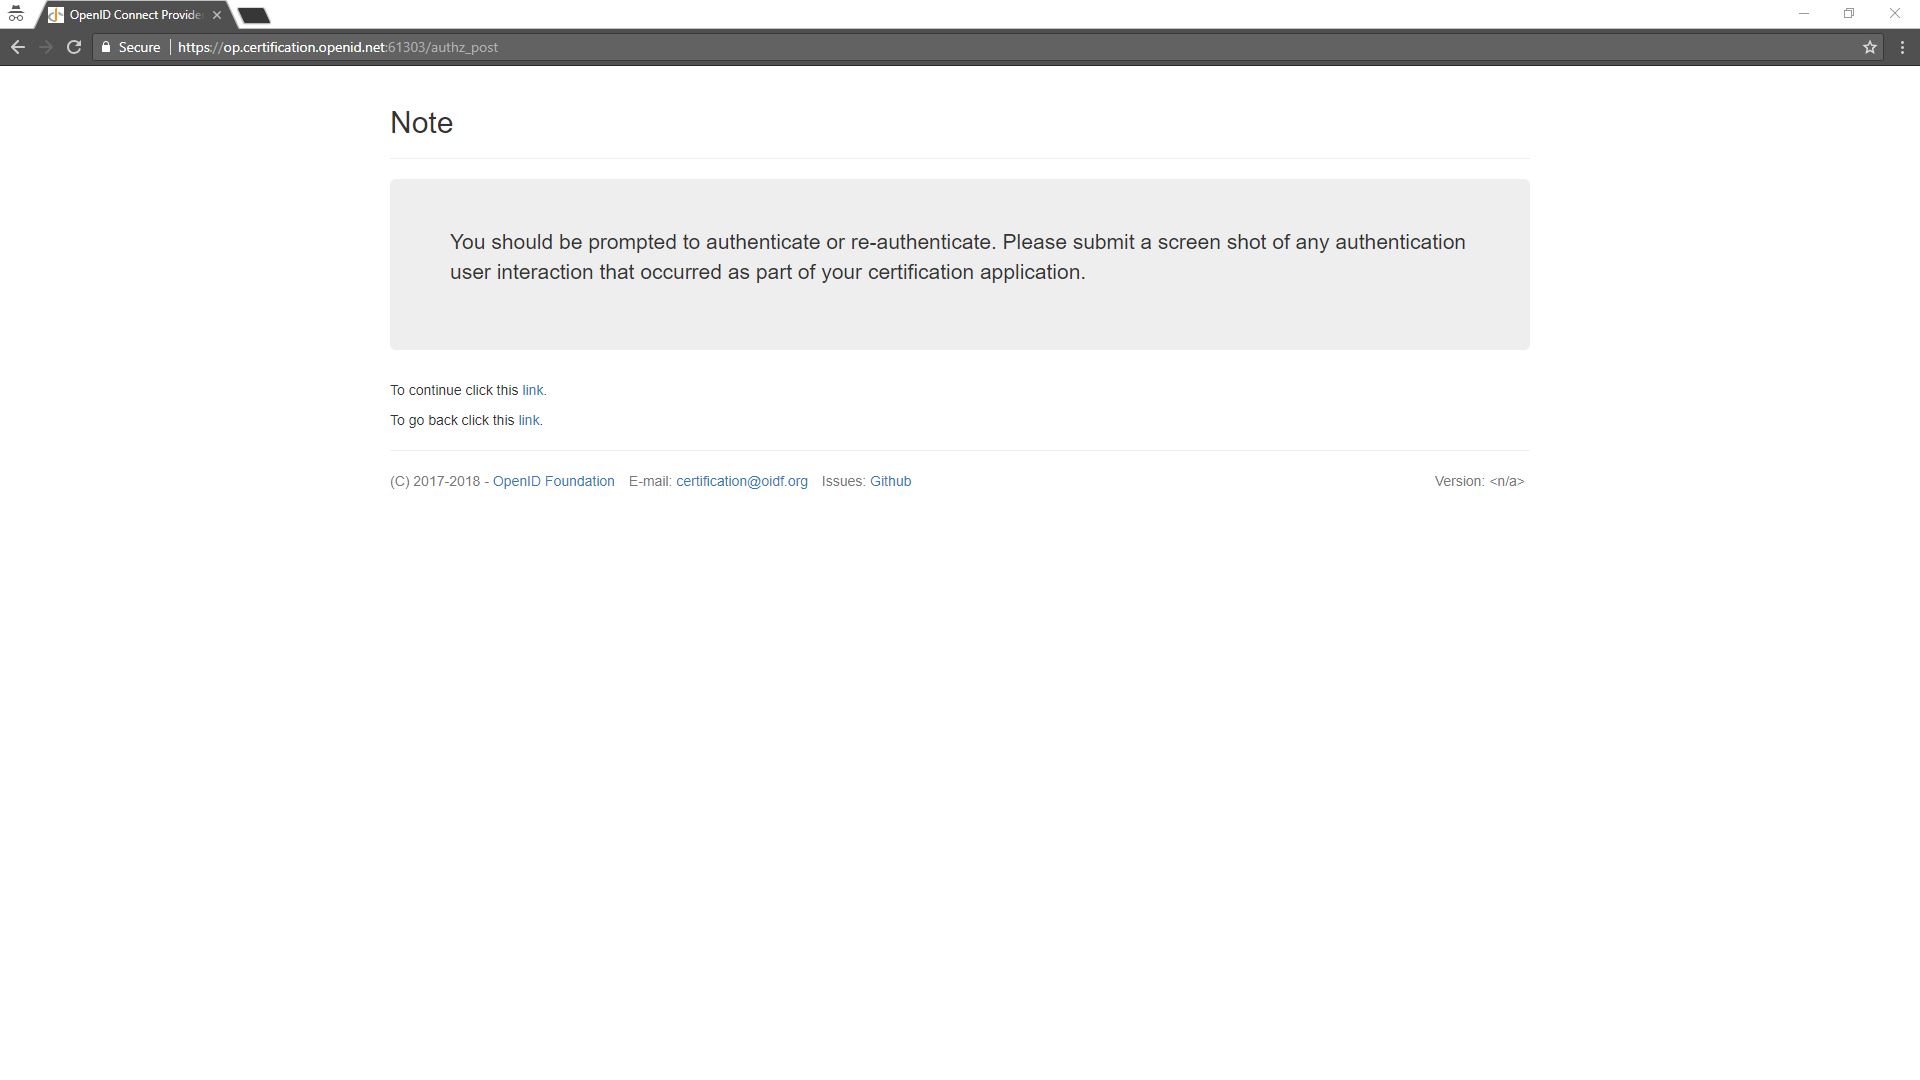 OpenID Connect Provide
Secure https://op.certification.openid.net:61303/authz_post
Note
You should be prompted to authenticate or re-authenticate. Please submit a screen shot of any authentication
user interaction that occurred as part of your certification application.
To continue click this link.
To go back click this link.
(C) 2017-2018 - OpenID Foundation E-mail: certification@oidf.org Issues: Github Version: <n/a>